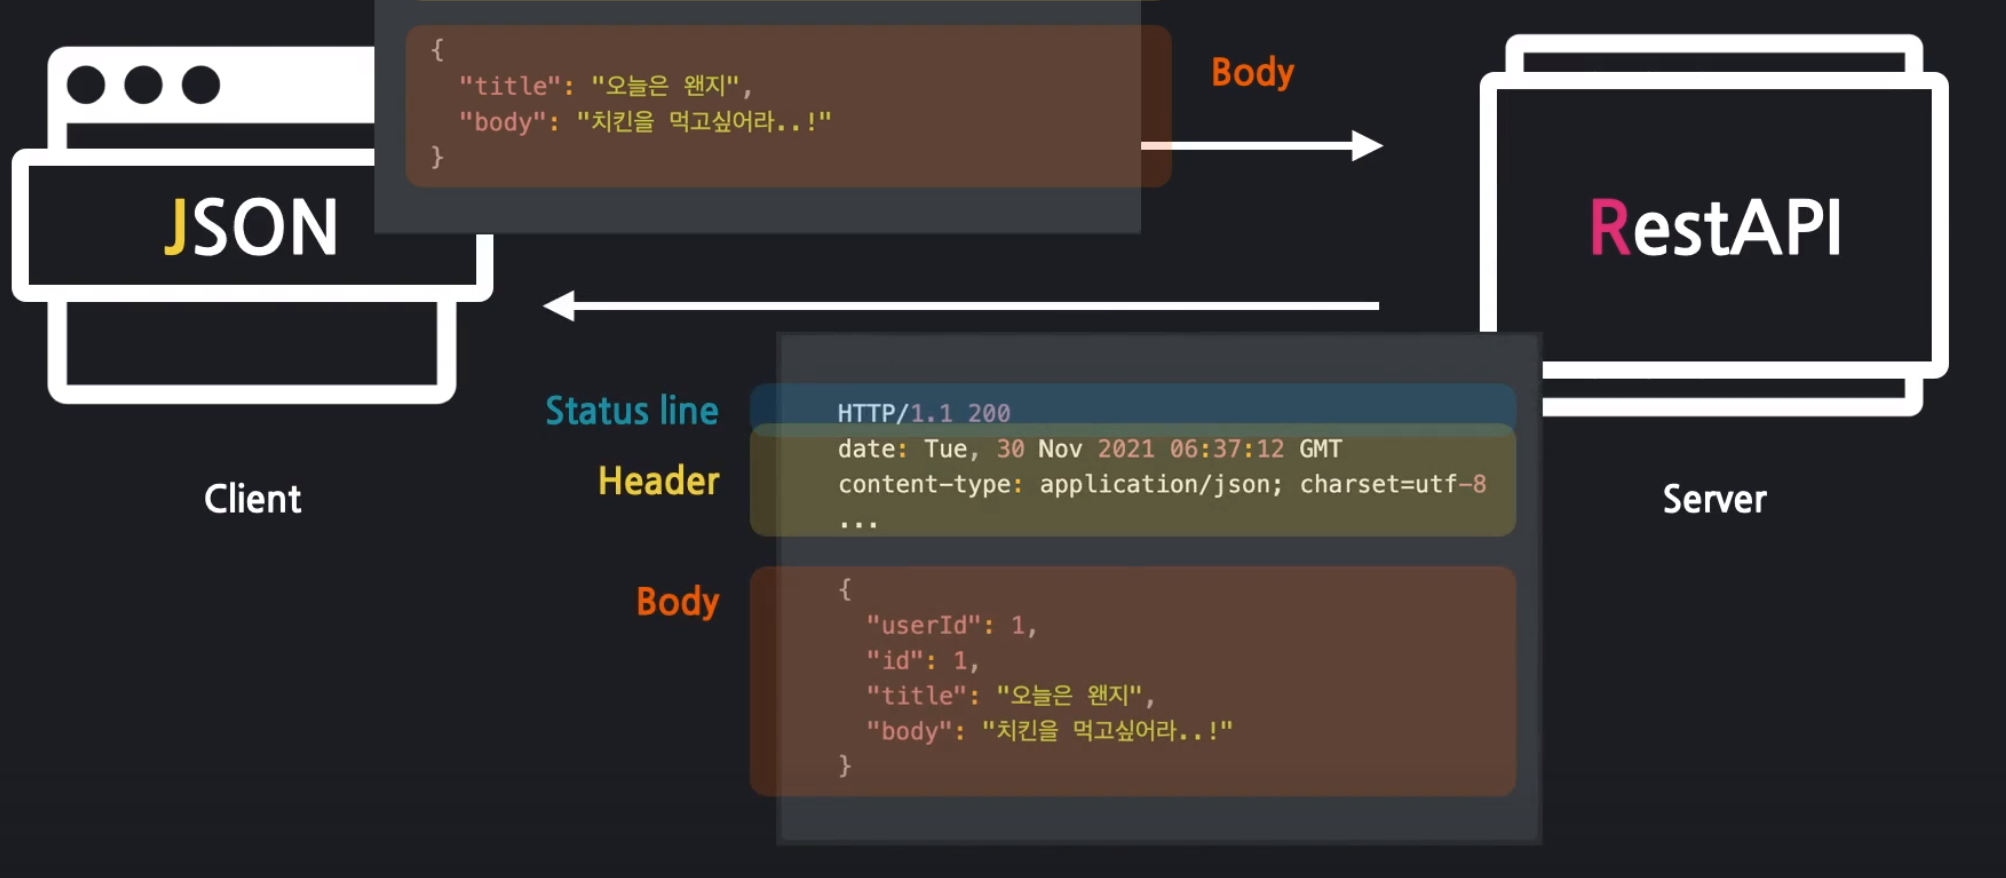 {
"title": "오늘은 왠지",
"body": "치킨을 먹고싶어라..!"
}
Body
JSON
RestAPI
Status line
HTTP/1.1 200
Header
date: Tue, 30 Nov 2021 06:37:12 GMT
content-type: application/json; charset=utf-8
...
Client
Server
Body
{
"userId": 1,
"id": 1,
"title": "오늘은 왠지",
"body": "치킨을 먹고싶어라..!"
}